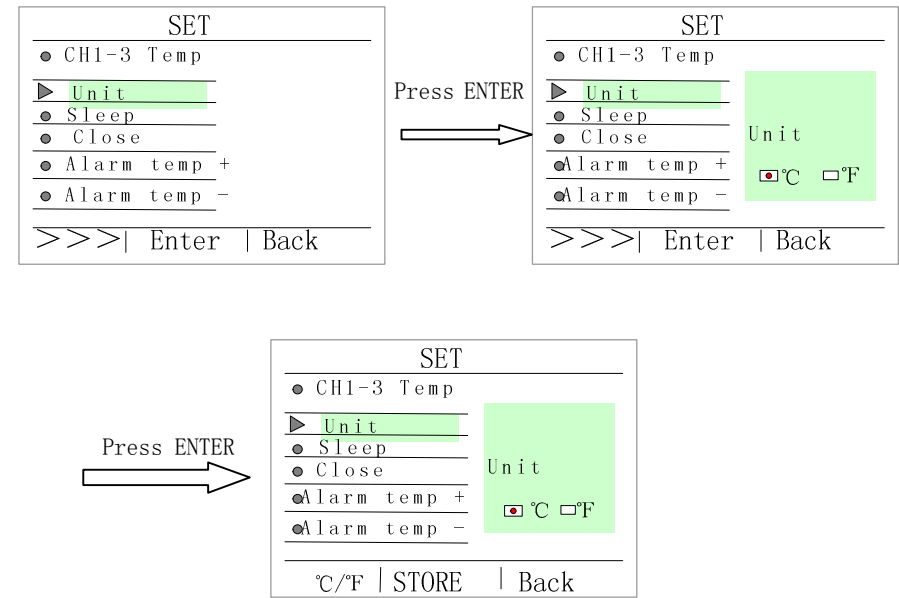 SET
CH1-3 Temp
Unit
Sleep
Close
Alarm temp +
Alarm temp -
>>>| Enter | Back
Press ENTER
SET
CH1-3 Temp
Unit
Sleep
Close
Alarm temp +
Alarm temp -
Unit
℃ ℉
>>>| Enter | Back
Press ENTER
SET
CH1-3 Temp
Unit
Sleep
Close
Alarm temp +
Alarm temp -
Unit
℃ ℉
℃/℉ | STORE | Back